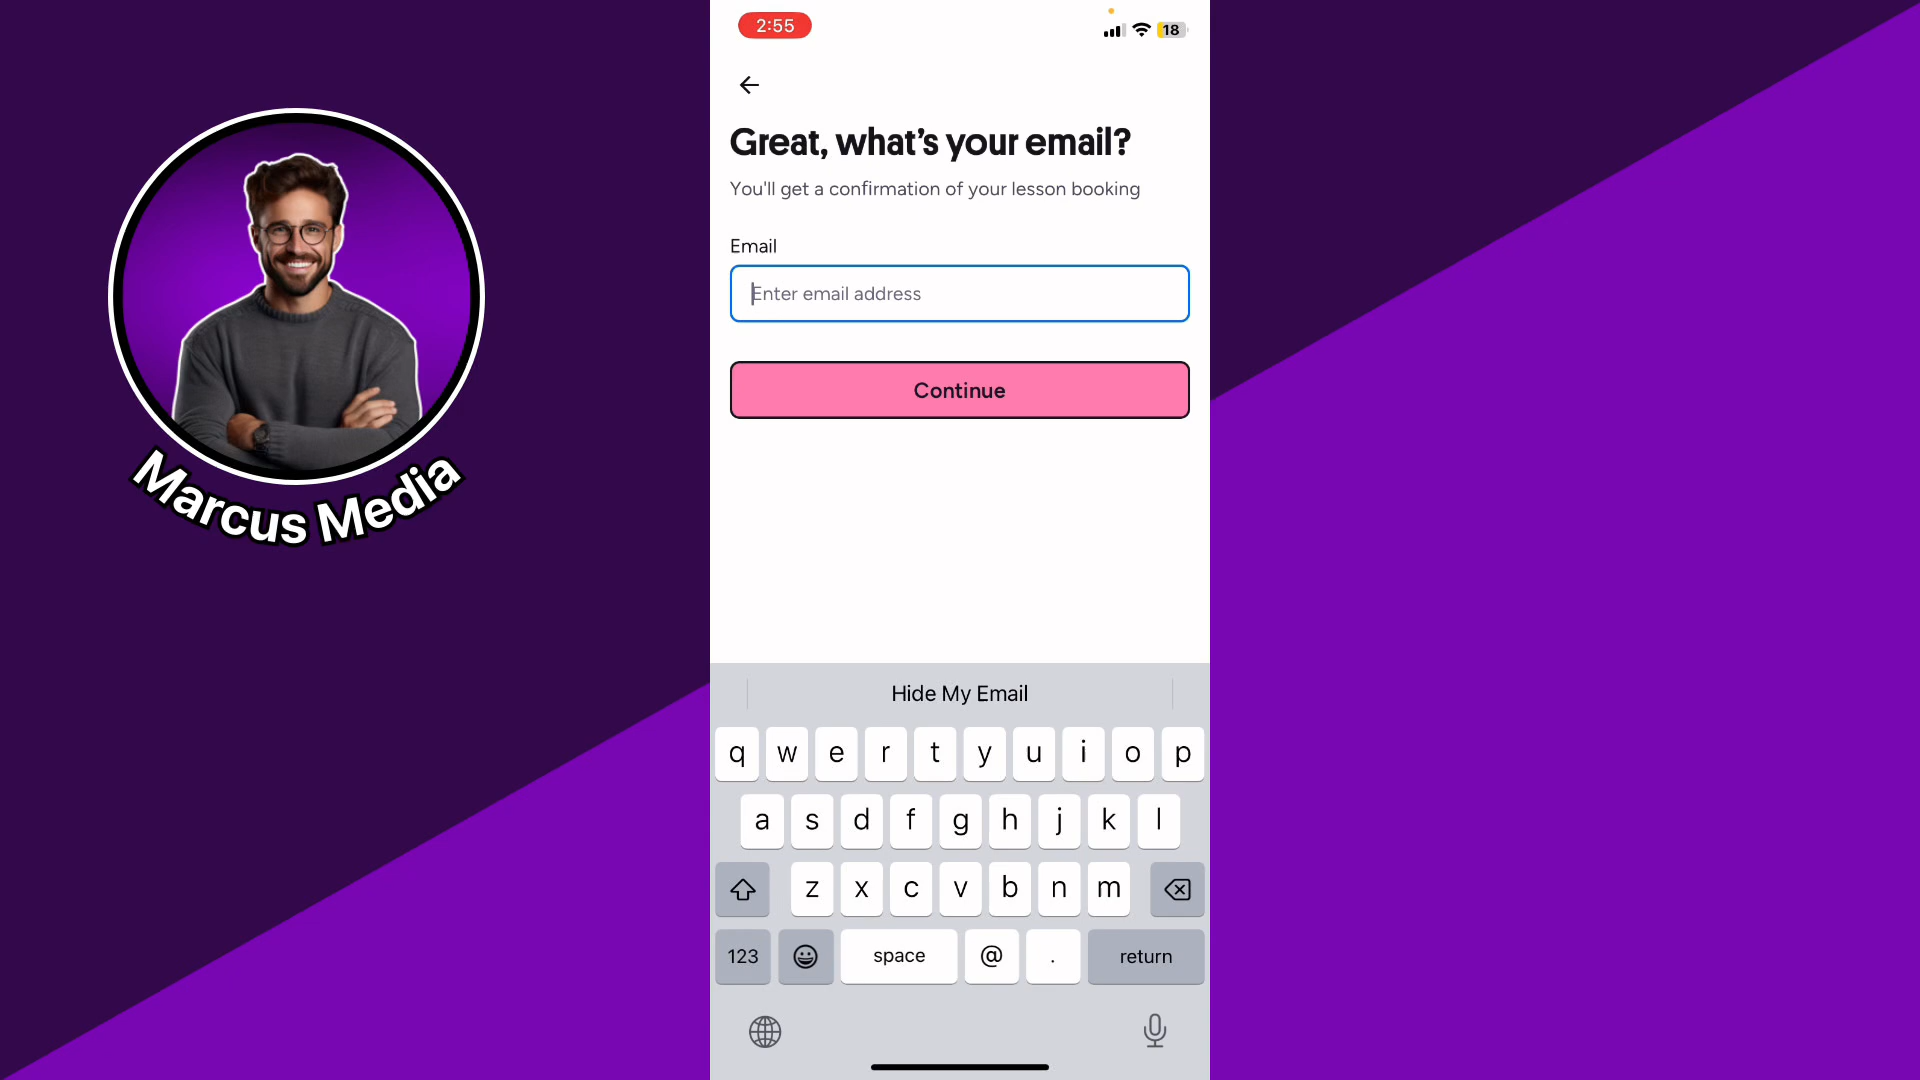 2:55
18
Great, what's your email?
You'll get a confirmation of your lesson booking
Email
Enter email address
Continue
Marcus Media
Hide My Email
q w e r t y u i o p
a s d f g h j k l
z x c v b n m
123 space @ . return